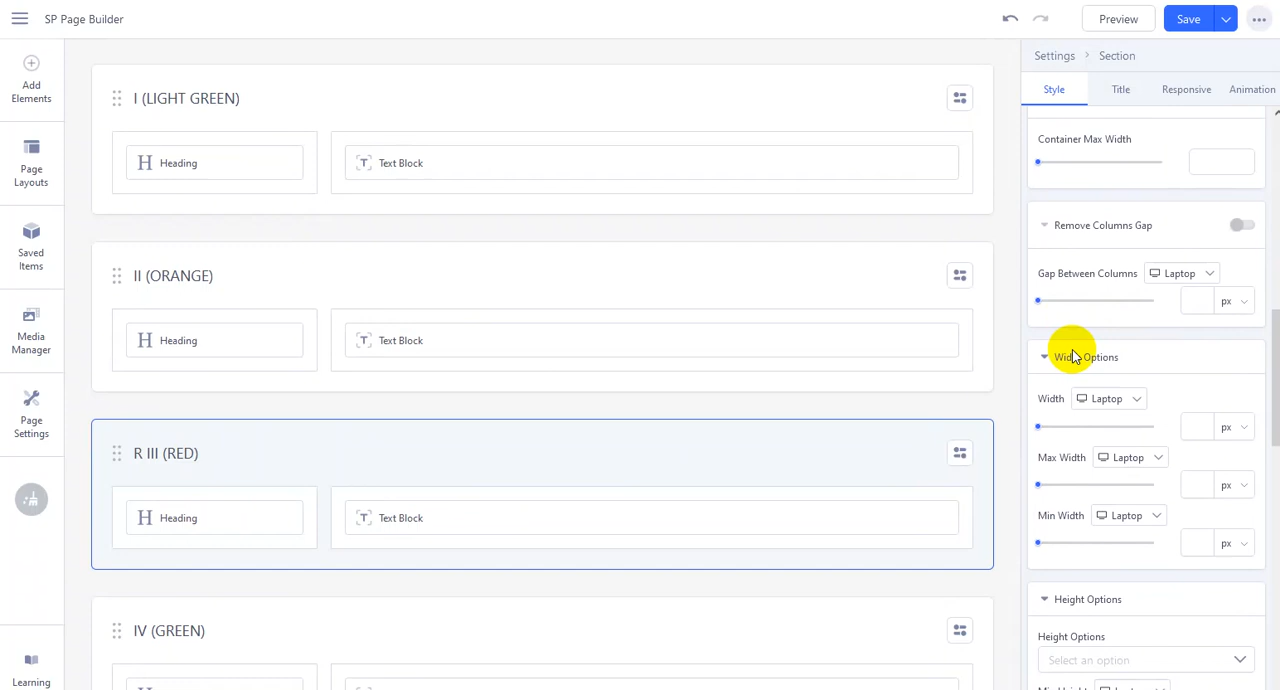 SP Page Builder
Preview
Save
Add Elements
Page Layouts
Saved Items
Media Manager
Page Settings
Learning
I (LIGHT GREEN)
H Heading
T Text Block
II (ORANGE)
H Heading
T Text Block
R III (RED)
H Heading
T Text Block
IV (GREEN)
Settings > Section
Style Title Responsive Animation
Container Max Width
Remove Columns Gap
Gap Between Columns Laptop
px
Width Options
Width Laptop
px
Max Width Laptop
px
Min Width Laptop
px
Height Options
Height Options
Select an option